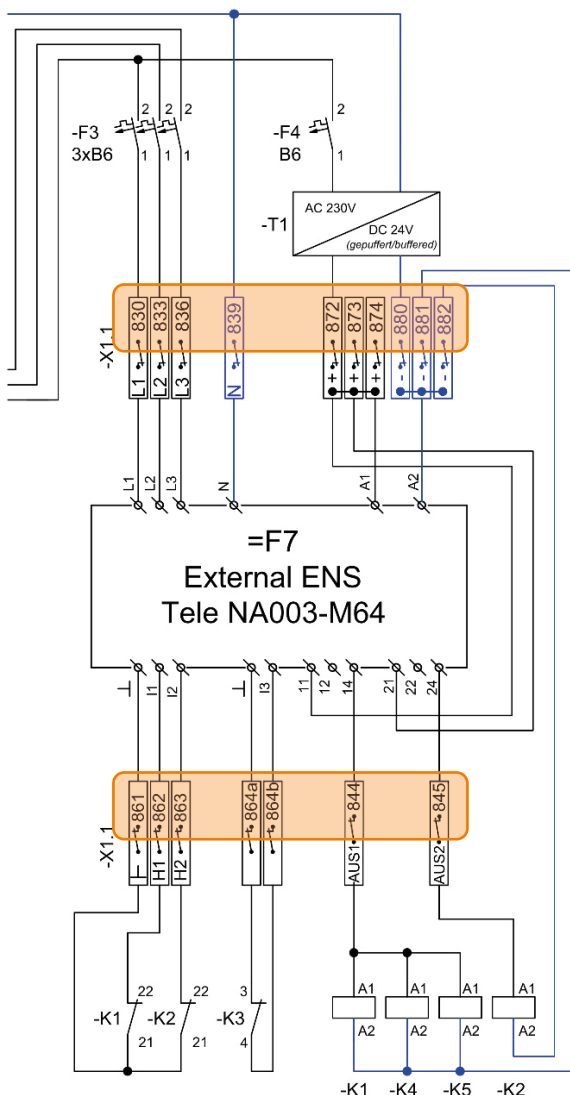 2 2 2
-F3
3xB6
1 1 1
2
-F4
B6
1
AC 230V
-T1
DC 24V
(gepuffert/buffered)
-X1.1
830 833 836 839 872 873 874 880 881 882
L1 L2 L3 N + + + - - -
L1 L2 L3 N A1 A2
=F7
External ENS
Tele NA003-M64
⊥ I1 I2 ⊥ I3 11 12 14 21 22 24
-X1.1
861 862 863 864a 864b 844 845
⊥ H1 H2 AUS1 AUS2
22 22 3 A1 A1 A1 A1
-K1 -K2 -K3
21 21 4 A2 A2 A2 A2
-K1 -K4 -K5 -K2